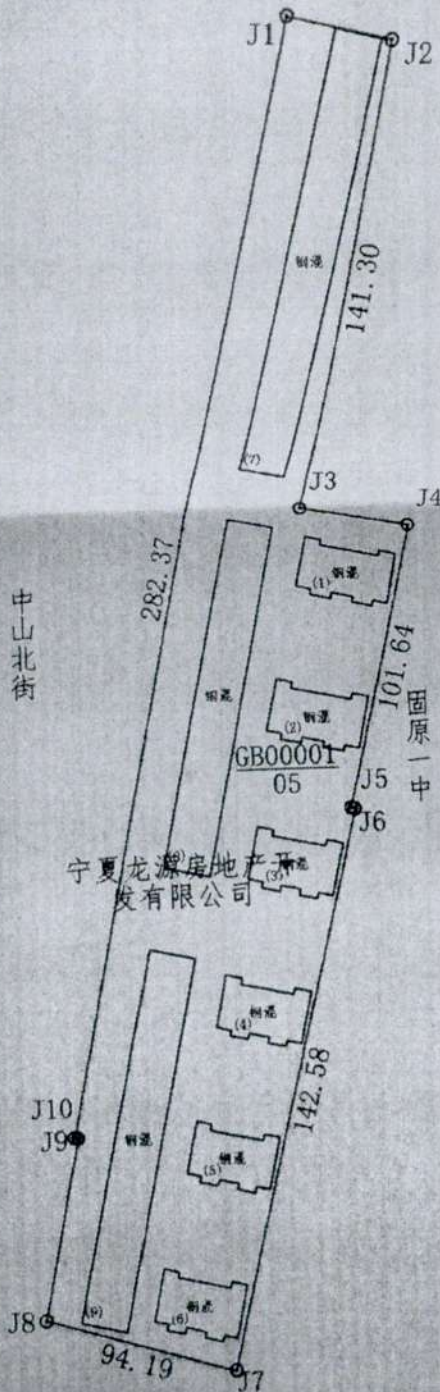 J1
J2
钢混
141.30
(7)
J3
J4
(1)
钢混
282.37
101.64
中山北街
钢混
(2)
钢混
固原一中
GB00001
05
J5
J6
宁夏龙源房地产开
发有限公司
(3)
钢混
(4)
钢混
142.58
J10
J9
钢混
(5)
钢混
(9)
(6)
钢混
J8
94.19
J7